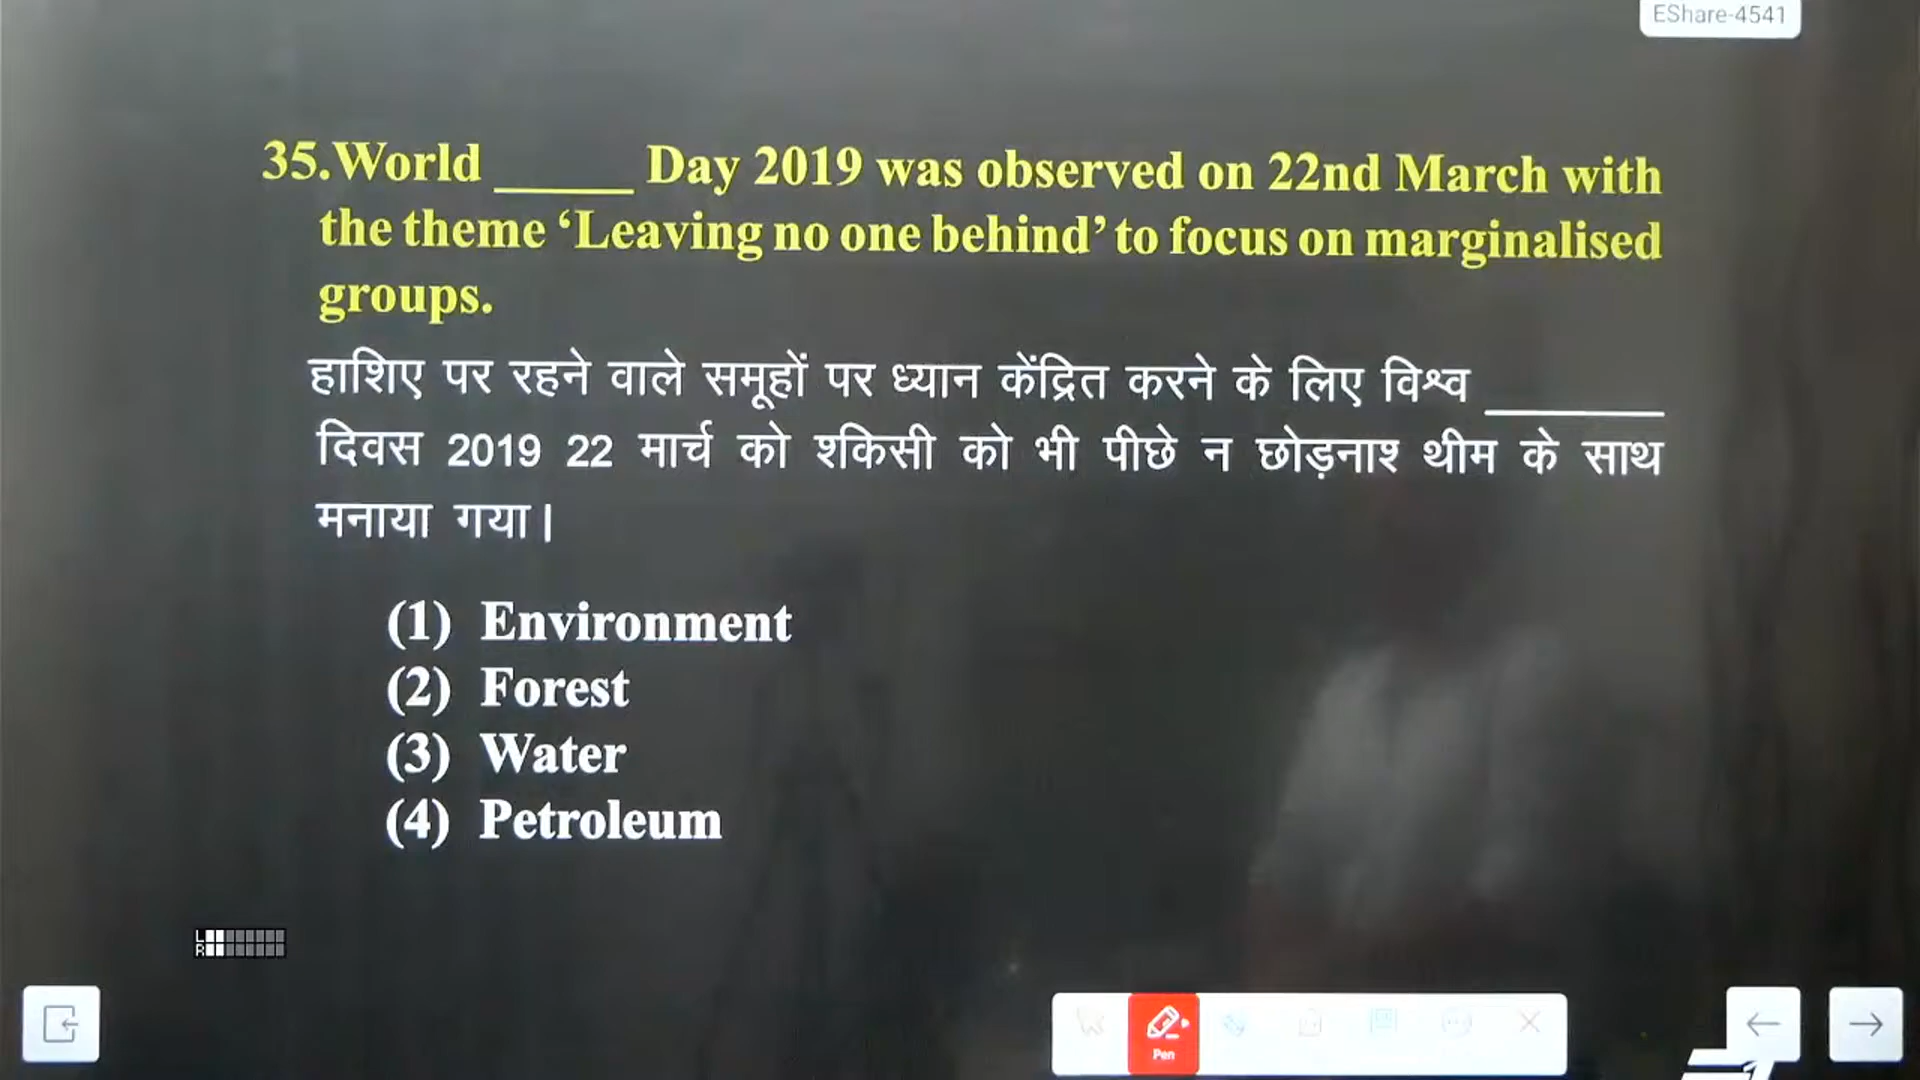 EShare-4541
35.World _____ Day 2019 was observed on 22nd March with
the theme ‘Leaving no one behind’ to focus on marginalised
groups.
हाशिए पर रहने वाले समूहों पर ध्यान केंद्रित करने के लिए विश्व _______
दिवस 2019 22 मार्च को श्किसी को भी पीछे न छोड़नाश् थीम के साथ
मनाया गया।
(1) Environment
(2) Forest
(3) Water
(4) Petroleum
L
R
Pen